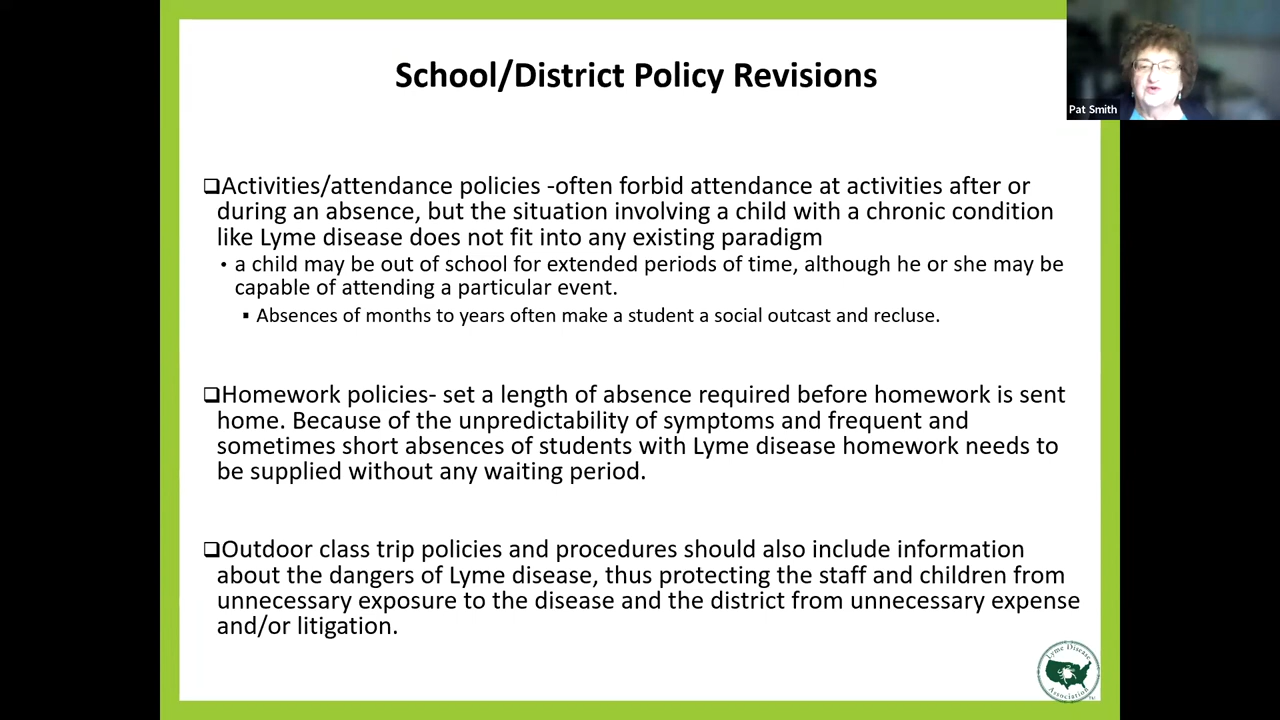 School/District Policy Revisions
Pat Smith
❑Activities/attendance policies -often forbid attendance at activities after or
during an absence, but the situation involving a child with a chronic condition
like Lyme disease does not fit into any existing paradigm
• a child may be out of school for extended periods of time, although he or she may be
capable of attending a particular event.
▪ Absences of months to years often make a student a social outcast and recluse.
❑Homework policies- set a length of absence required before homework is sent
home. Because of the unpredictability of symptoms and frequent and
sometimes short absences of students with Lyme disease homework needs to
be supplied without any waiting period.
❑Outdoor class trip policies and procedures should also include information
about the dangers of Lyme disease, thus protecting the staff and children from
unnecessary exposure to the disease and the district from unnecessary expense
and/or litigation.
Lyme Disease
Association